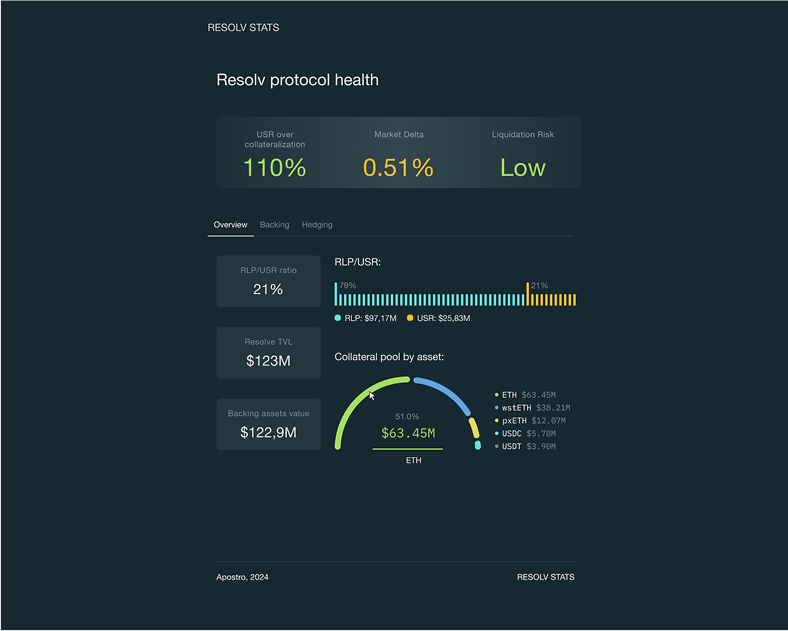 RESOLV STATS
Resolv protocol health
USR over
collateralization
110%
Market Delta
0.51%
Liquidation Risk
Low
Overview Backing Hedging
RLP/USR ratio
21%
Resolve TVL
$123M
Backing assets value
$122,9M
RLP/USR:
79% 21%
RLP: $97,17M USR: $25,83M
Collateral pool by asset:
51.0%
$63.45M
ETH
ETH $63.45M
wstETH $38.21M
pxETH $12.07M
USDC $5.78M
USDT $3.90M
Apostro, 2024 RESOLV STATS